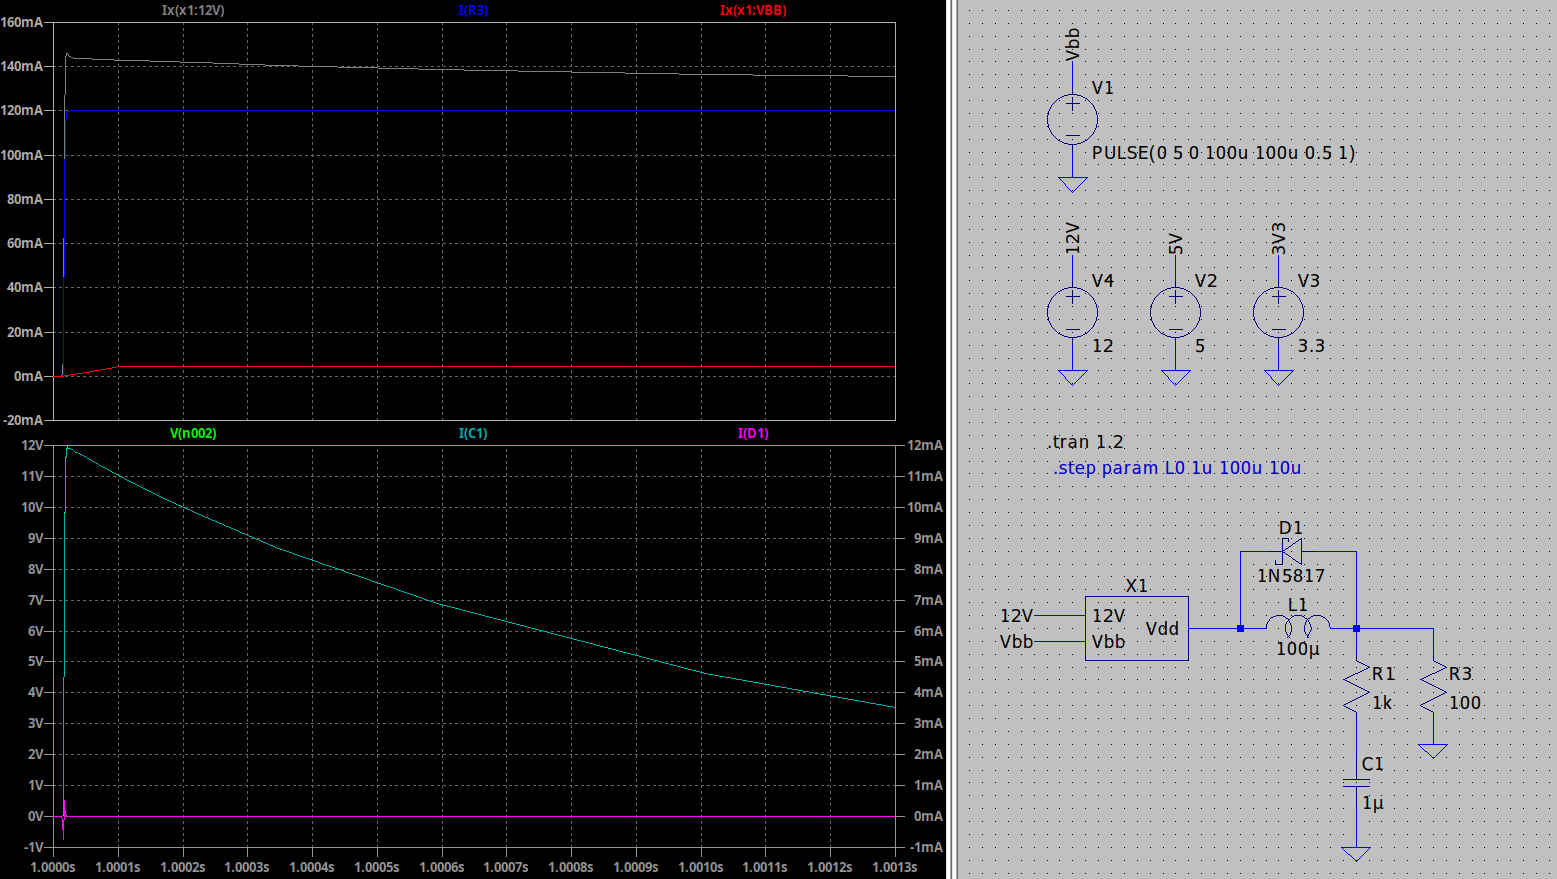 Ix(x1:12V) I(R3) Ix(x1:VBB)
160mA
140mA
120mA
100mA
80mA
60mA
40mA
20mA
0mA
-20mA
V(n002) I(C1) I(D1)
12V 12mA
11V 11mA
10V 10mA
9V 9mA
8V 8mA
7V 7mA
6V 6mA
5V 5mA
4V 4mA
3V 3mA
2V 2mA
1V 1mA
0V 0mA
-1V -1mA
1.0000s 1.0001s 1.0002s 1.0003s 1.0004s 1.0005s 1.0006s 1.0007s 1.0008s 1.0009s 1.0010s 1.0011s 1.0012s 1.0013s
Vbb
V1
PULSE(0 5 0 100u 100u 0.5 1)
12V 5V 3V3
V4 V2 V3
12 5 3.3
.tran 1.2
.step param L0 1u 100u 10u
D1
1N5817
X1
L1
12V 12V
Vdd
Vbb Vbb
100µ
R1 R3
1k 100
C1
1µ